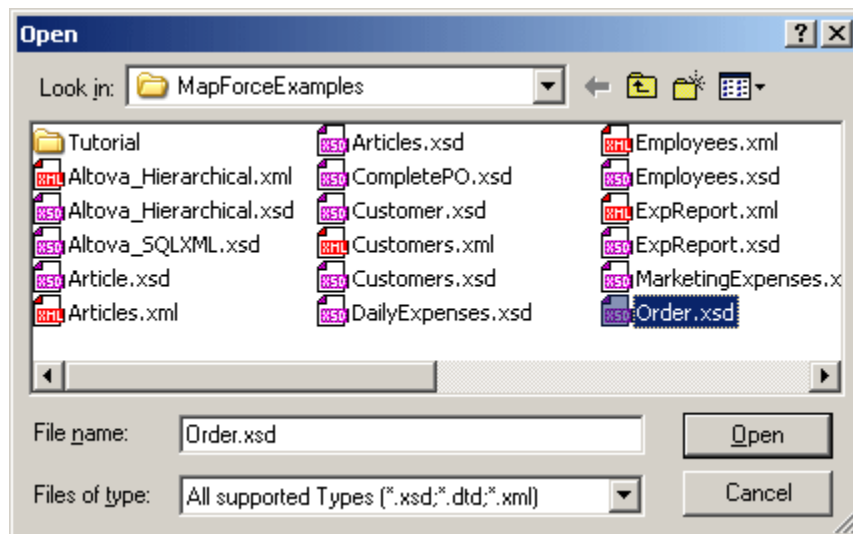 Open
Look in: MapForceExamples
Tutorial
Altova_Hierarchical.xml
Altova_Hierarchical.xsd
Altova_SQLXML.xsd
Article.xsd
Articles.xml
Articles.xsd
CompletePO.xsd
Customer.xsd
Customers.xml
Customers.xsd
DailyExpenses.xsd
Employees.xml
Employees.xsd
ExpReport.xml
ExpReport.xsd
MarketingExpenses.x
Order.xsd
File name: Order.xsd Open
Files of type: All supported Types (*.xsd;*.dtd;*.xml) Cancel